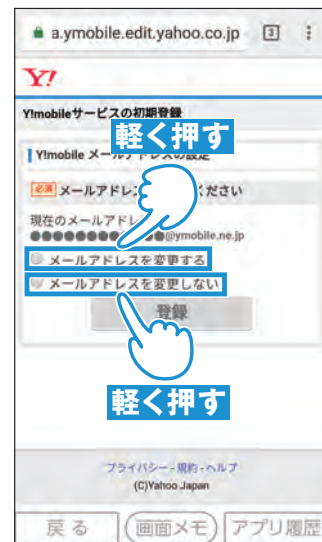 a.ymobile.edit.yahoo.co.jp 3
Y!
Y!mobileサービスの初期登録
軽く押す
Y!mobile メールアドレスの設定
必須 メールアドレ ください
現在のメールアドレ
●●●●●●●●●●●●@ymobile.ne.jp
メールアドレスを変更する
メールアドレスを変更しない
登録
軽く押す
プライバシー - 規約 - ヘルプ
(C)Yahoo Japan
戻る 画面メモ アプリ履歴